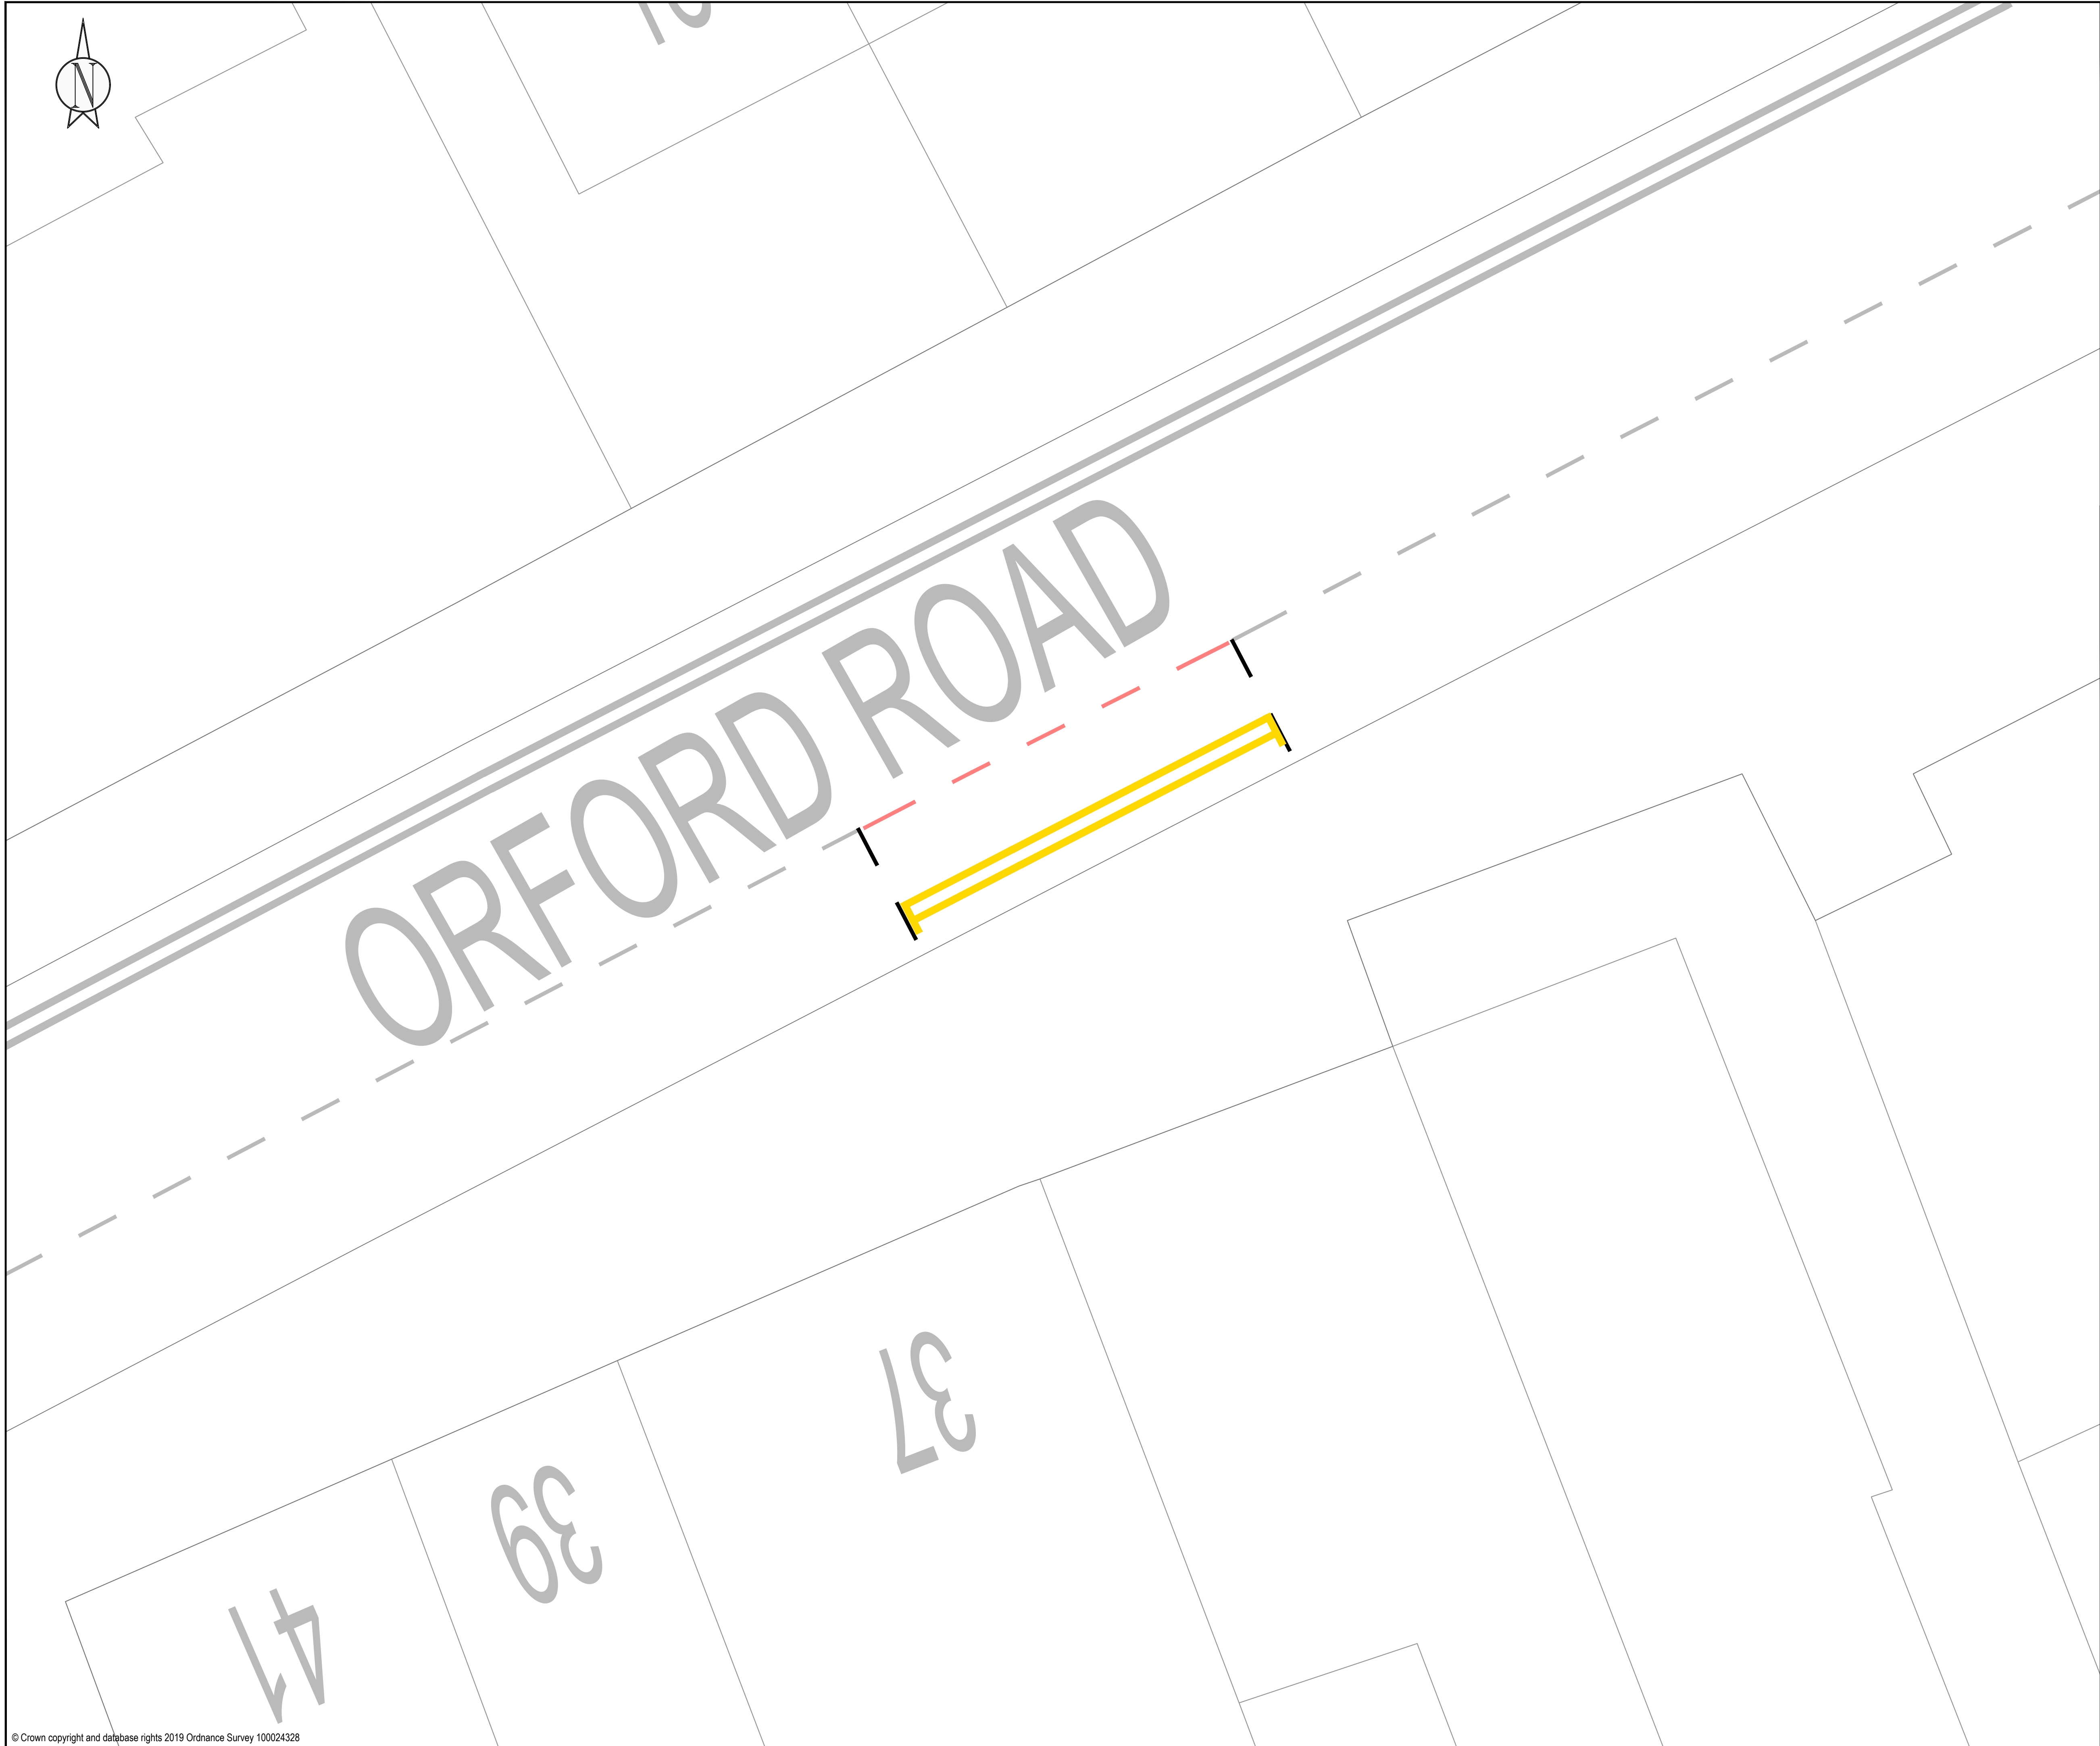 N
ORFORD ROAD
37
39
41
© Crown copyright and database rights 2019 Ordnance Survey 100024328